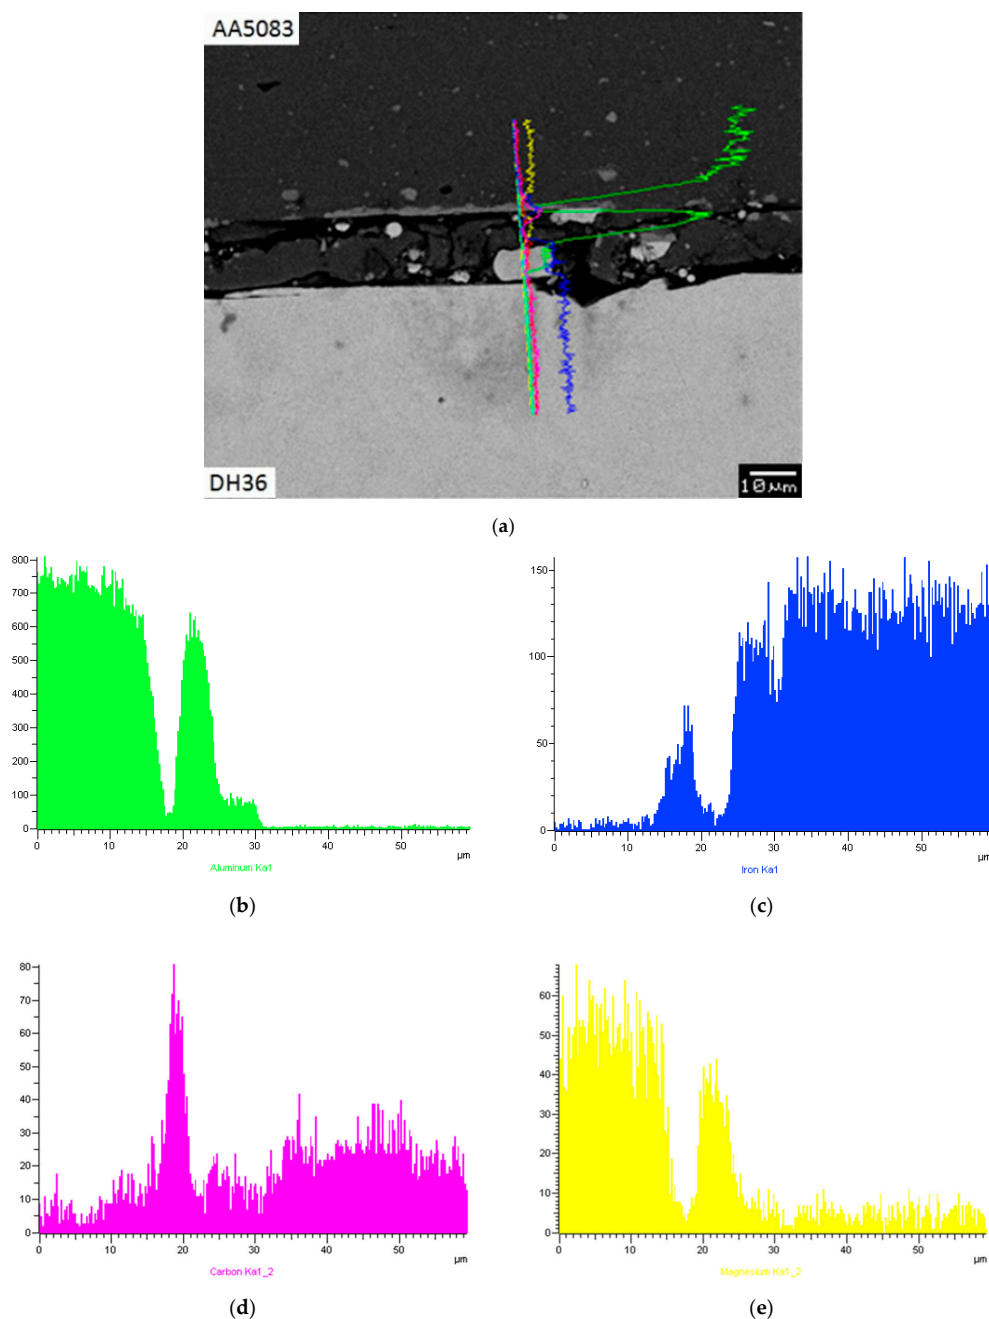 AA5083
DH36
10μm
(a)
800
700
600
500
400
300
200
100
0
0 10 20 30 40 50
μm
Aluminum Ka1
(b)
150
100
50
0
0 10 20 30 40 50
μm
Iron Ka1
(c)
80
70
60
50
40
30
20
10
0
0 10 20 30 40 50
μm
Carbon Ka1_2
(d)
60
50
40
30
20
10
0
0 10 20 30 40 50
μm
Magnesium Ka1_2
(e)